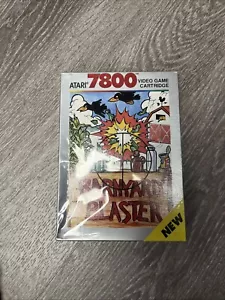 ATARI 7800 VIDEO GAME CARTRIDGE
BARNYARD
BLASTER
NEW